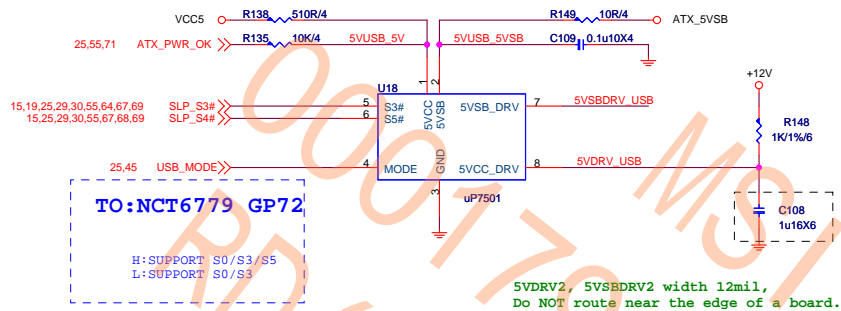 VCC5
R138
510R/4
R149
10R/4
ATX_5VSB
25,55,71
ATX_PWR_OK
R135
10K/4
5VUSB_5V
5VUSB_5VSB
C109
0.1u10X4
+12V
U18
1
2
15,19,25,29,30,55,64,67,69
SLP_S3#
5
S3#
5VCC
5VSB
5VSB_DRV
7
5VSBDRV_USB
15,25,29,30,55,67,68,69
SLP_S4#
6
S5#
R148
1K/1%/6
25,45
USB_MODE
4
MODE
GND
5VCC_DRV
8
5VDRV_USB
3
uP7501
C108
1u16X6
TO:NCT6779 GP72
H:SUPPORT S0/S3/S5
L:SUPPORT S0/S3
5VDRV2, 5VSBDRV2 width 12mil,
Do NOT route near the edge of a board.
MSI